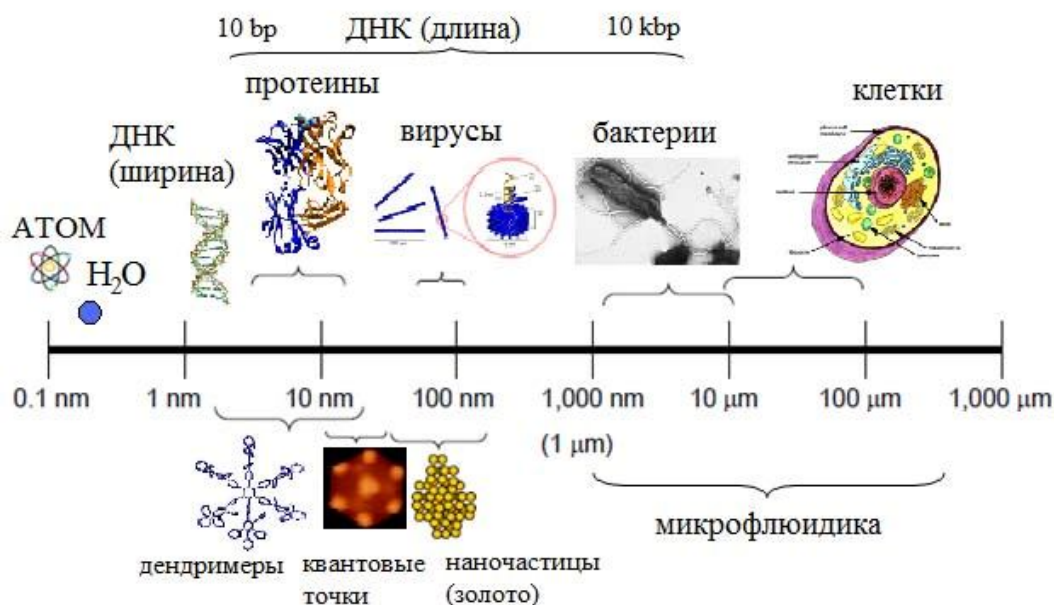 10 bp ДНК (длина) 10 kbp
протеины
клетки
ДНК
(ширина)
вирусы
бактерии
АТОМ
H₂O
0.1 nm 1 nm 10 nm 100 nm 1,000 nm 10 μm 100 μm 1,000 μm
(1 μm)
микрофлюидика
дендримеры
квантовые
точки
наночастицы
(золото)